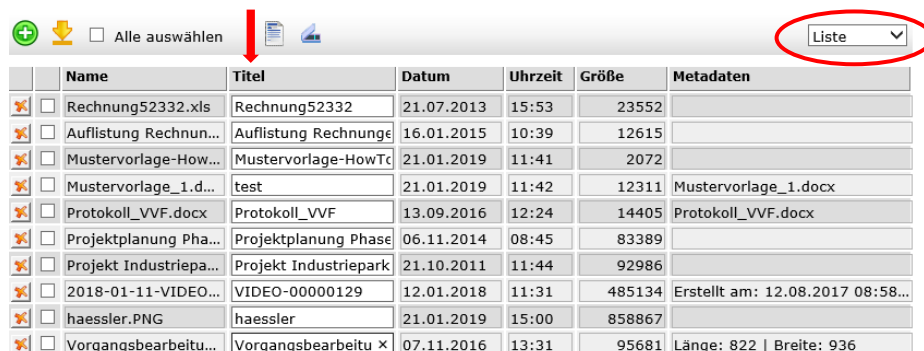 Alle auswählen Liste
Name Titel Datum Uhrzeit Größe Metadaten
Rechnung52332.xls Rechnung52332 21.07.2013 15:53 23552
Auflistung Rechnun... Auflistung Rechnunge 16.01.2015 10:39 12615
Mustervorlage-How... Mustervorlage-HowTo 21.01.2019 11:41 2072
Mustervorlage_1.d... test 21.01.2019 11:42 12311 Mustervorlage_1.docx
Protokoll_VVF.docx Protokoll_VVF 13.09.2016 12:24 14405 Protokoll_VVF.docx
Projektplanung Pha... Projektplanung Phase 06.11.2014 08:45 83389
Projekt Industriepa... Projekt Industriepark 21.10.2011 11:44 92986
2018-01-11-VIDEO... VIDEO-00000129 12.01.2018 11:31 485134 Erstellt am: 12.08.2017 08:58...
haessler.PNG haessler 21.01.2019 15:00 858867
Vorgangsbearbeitu... Vorgangsbearbeitu × 07.11.2016 13:31 95681 Länge: 822 | Breite: 936